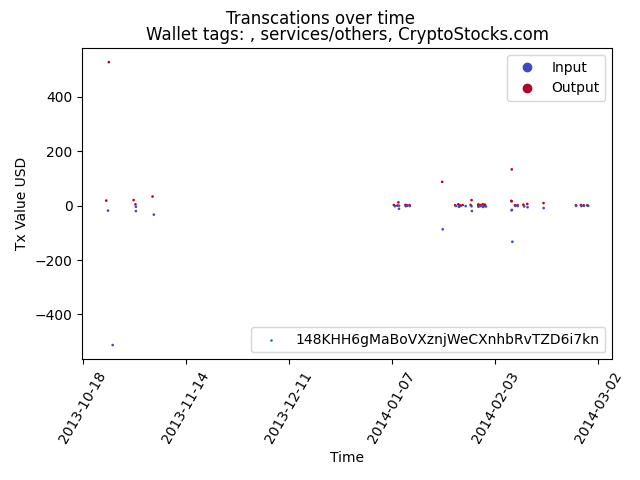 Transcations over time
Wallet tags: , services/others, CryptoStocks.com
Input
Output
400
200
0
−200
−400
Tx Value USD
148KHH6gMaBoVXznjWeCXnhbRvTZD6i7kn
2013-10-18
2013-11-14
2013-12-11
2014-01-07
2014-02-03
2014-03-02
Time